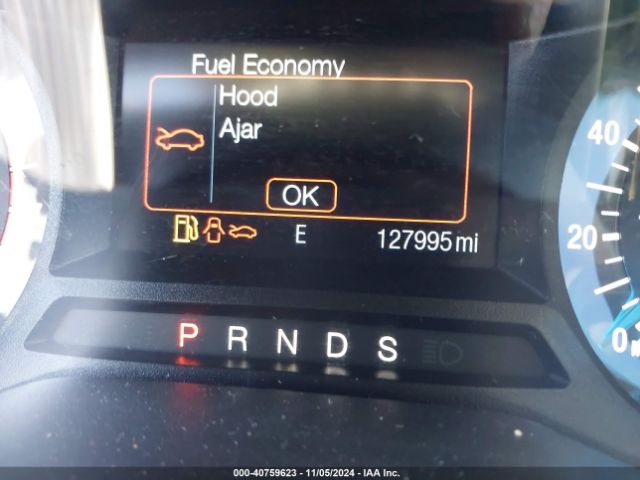 Fuel Economy
Hood
Ajar
OK
E 127995 mi
40
20
0
P R N D S
000-40759623 - 11/05/2024 - IAA Inc.